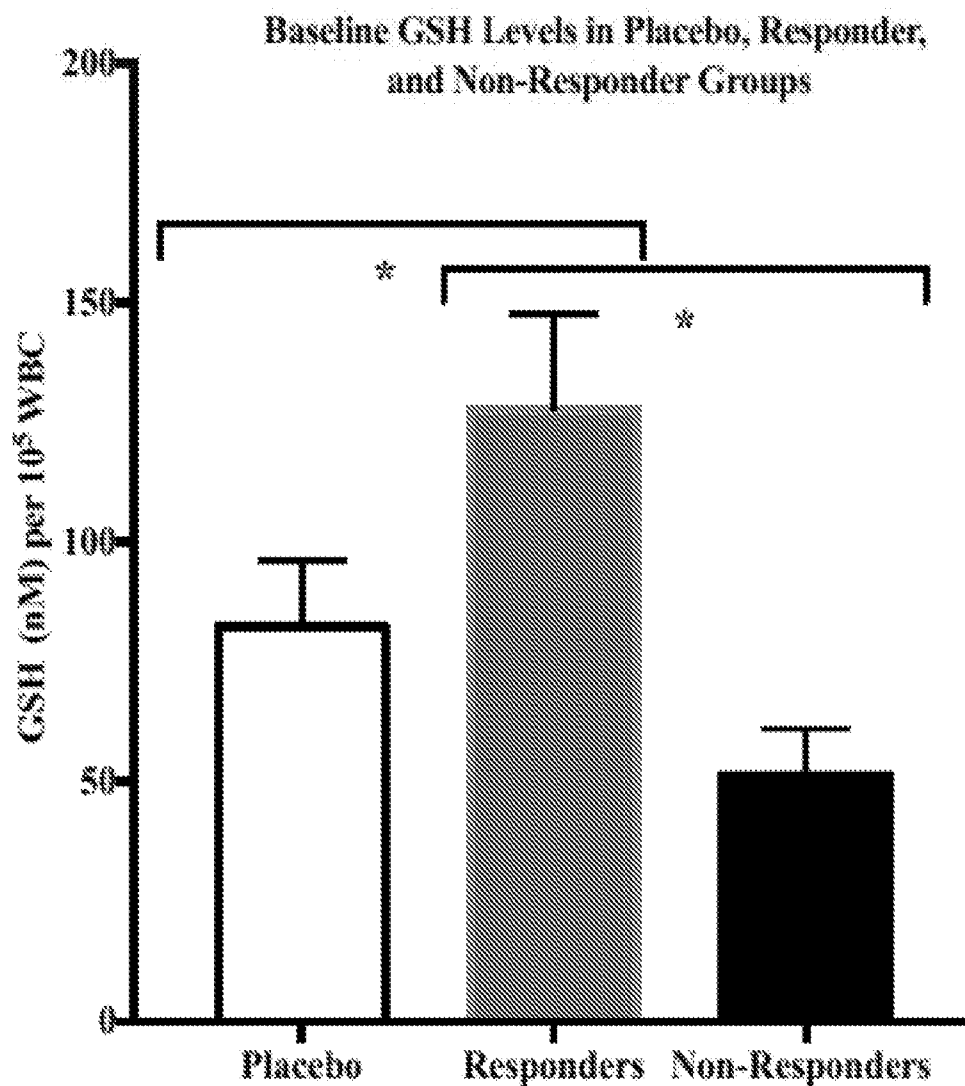 Baseline GSH Levels in Placebo, Responder,
and Non-Responder Groups
200
150
100
50
0
GSH (nM) per 10⁵ WBC
*
*
Placebo Responders Non-Responders